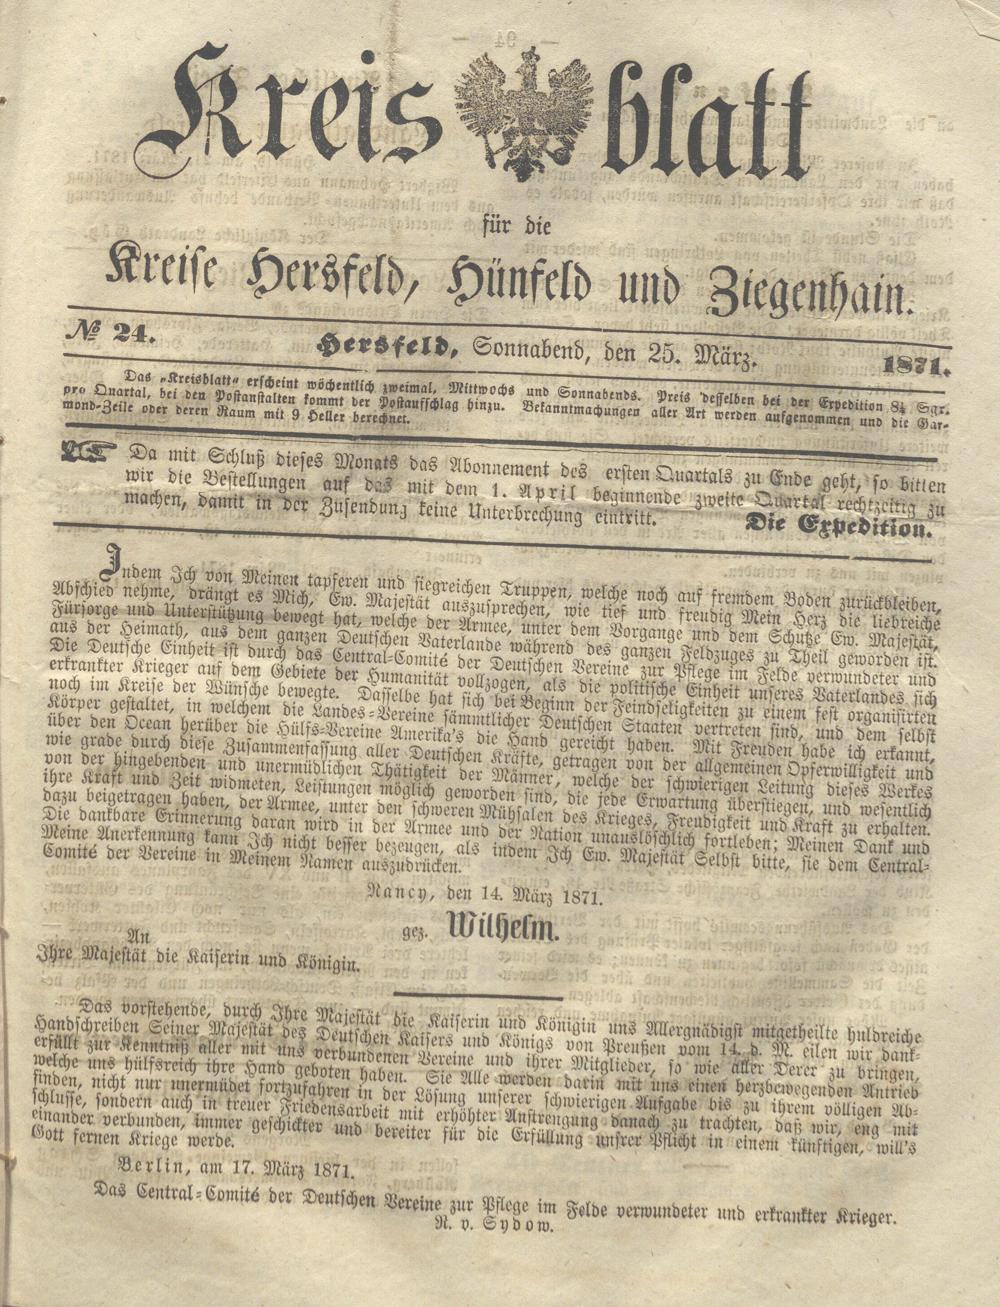 Kreisblatt
für die
Kreise Hersfeld, Hünfeld und Ziegenhain.
№ 24. Hersfeld, Sonnabend, den 25. März. 1871.
Das „Kreisblatt“ erscheint wöchentlich zweimal, Mittwochs und Sonnabends. Preis desselben bei der Expedition 8¼ Sgr.
pro Quartal, bei den Postanstalten kommt der Postaufschlag hinzu. Bekanntmachungen aller Art werden aufgenommen und die Gar-
mond-Zeile oder deren Raum mit 9 Heller berechnet.
☞ Da mit Schluß dieses Monats das Abonnement des ersten Quartals zu Ende geht, so bitten
wir die Bestellungen auf das mit dem 1. April beginnende zweite Quartal rechtzeitig zu
machen, damit in der Zusendung keine Unterbrechung eintritt. Die Expedition.
Indem Ich von Meinen tapferen und siegreichen Truppen, welche noch auf fremdem Boden zurückbleiben,
Abschied nehme, drängt es Mich, Ew. Majestät auszusprechen, wie tief und freudig Mein Herz die liebreiche
Fürsorge und Unterstützung bewegt hat, welche der Armee, unter dem Vorgange und dem Schutze Ew. Majestät,
aus der Heimath, aus dem ganzen Deutschen Vaterlande während des ganzen Feldzuges zu Theil geworden ist.
Die Deutsche Einheit ist durch das Central-Comité der Deutschen Vereine zur Pflege im Felde verwundeter und
erkrankter Krieger auf dem Gebiete der Humanität vollzogen, als die politische Einheit unseres Vaterlandes sich
noch im Kreise der Wünsche bewegte. Dasselbe hat sich bei Beginn der Feindseligkeiten zu einem fest organisirten
Körper gestaltet, in welchem die Landes-Vereine sämmtlicher Deutschen Staaten vertreten sind, und dem selbst
über den Ocean herüber die Hülfs-Vereine Amerika's die Hand gereicht haben. Mit Freuden habe ich erkannt,
wie grade durch diese Zusammenfassung aller Deutschen Kräfte, getragen von der allgemeinen Opferwilligkeit und
von der hingebenden und unermüdlichen Thätigkeit der Männer, welche der schwierigen Leitung dieses Werkes
ihre Kraft und Zeit widmeten, Leistungen möglich geworden sind, die jede Erwartung überstiegen, und wesentlich
dazu beigetragen haben, der Armee, unter den schweren Mühsalen des Krieges, Freudigkeit und Kraft zu erhalten.
Die dankbare Erinnerung daran wird in der Armee und der Nation unauslöschlich fortleben; Meinen Dank und
Meine Anerkennung kann Ich nicht besser bezeugen, als indem Ich Ew. Majestät Selbst bitte, sie dem Central-
Comité der Vereine in Meinem Namen auszudrücken.
Nancy, den 14. März 1871.
gez. Wilhelm.
An
Ihre Majestät die Kaiserin und Königin.
Das vorstehende, durch Ihre Majestät die Kaiserin und Königin uns Allergnädigst mitgetheilte huldreiche
Handschreiben Seiner Majestät des Deutschen Kaisers und Königs von Preußen vom 14. d. M. eilen wir dank-
erfüllt zur Kenntniß aller mit uns verbundenen Vereine und ihrer Mitglieder, so wie aller Derer zu bringen,
welche uns hülfsreich ihre Hand geboten haben. Sie Alle werden darin mit uns einen herzbewegenden Antrieb
finden, nicht nur unermüdet fortzufahren in der Lösung unserer schwierigen Aufgabe bis zu ihrem völligen Ab-
schlusse, sondern auch in treuer Friedensarbeit mit erhöhter Anstrengung danach zu trachten, daß wir, eng mit
einander verbunden, immer geschickter und bereiter für die Erfüllung unsrer Pflicht in einem künftigen, will's
Gott fernen Kriege werde.
Berlin, am 17. März 1871.
Das Central-Comité der Deutschen Vereine zur Pflege im Felde verwundeter und erkrankter Krieger.
R. v. Sydow.